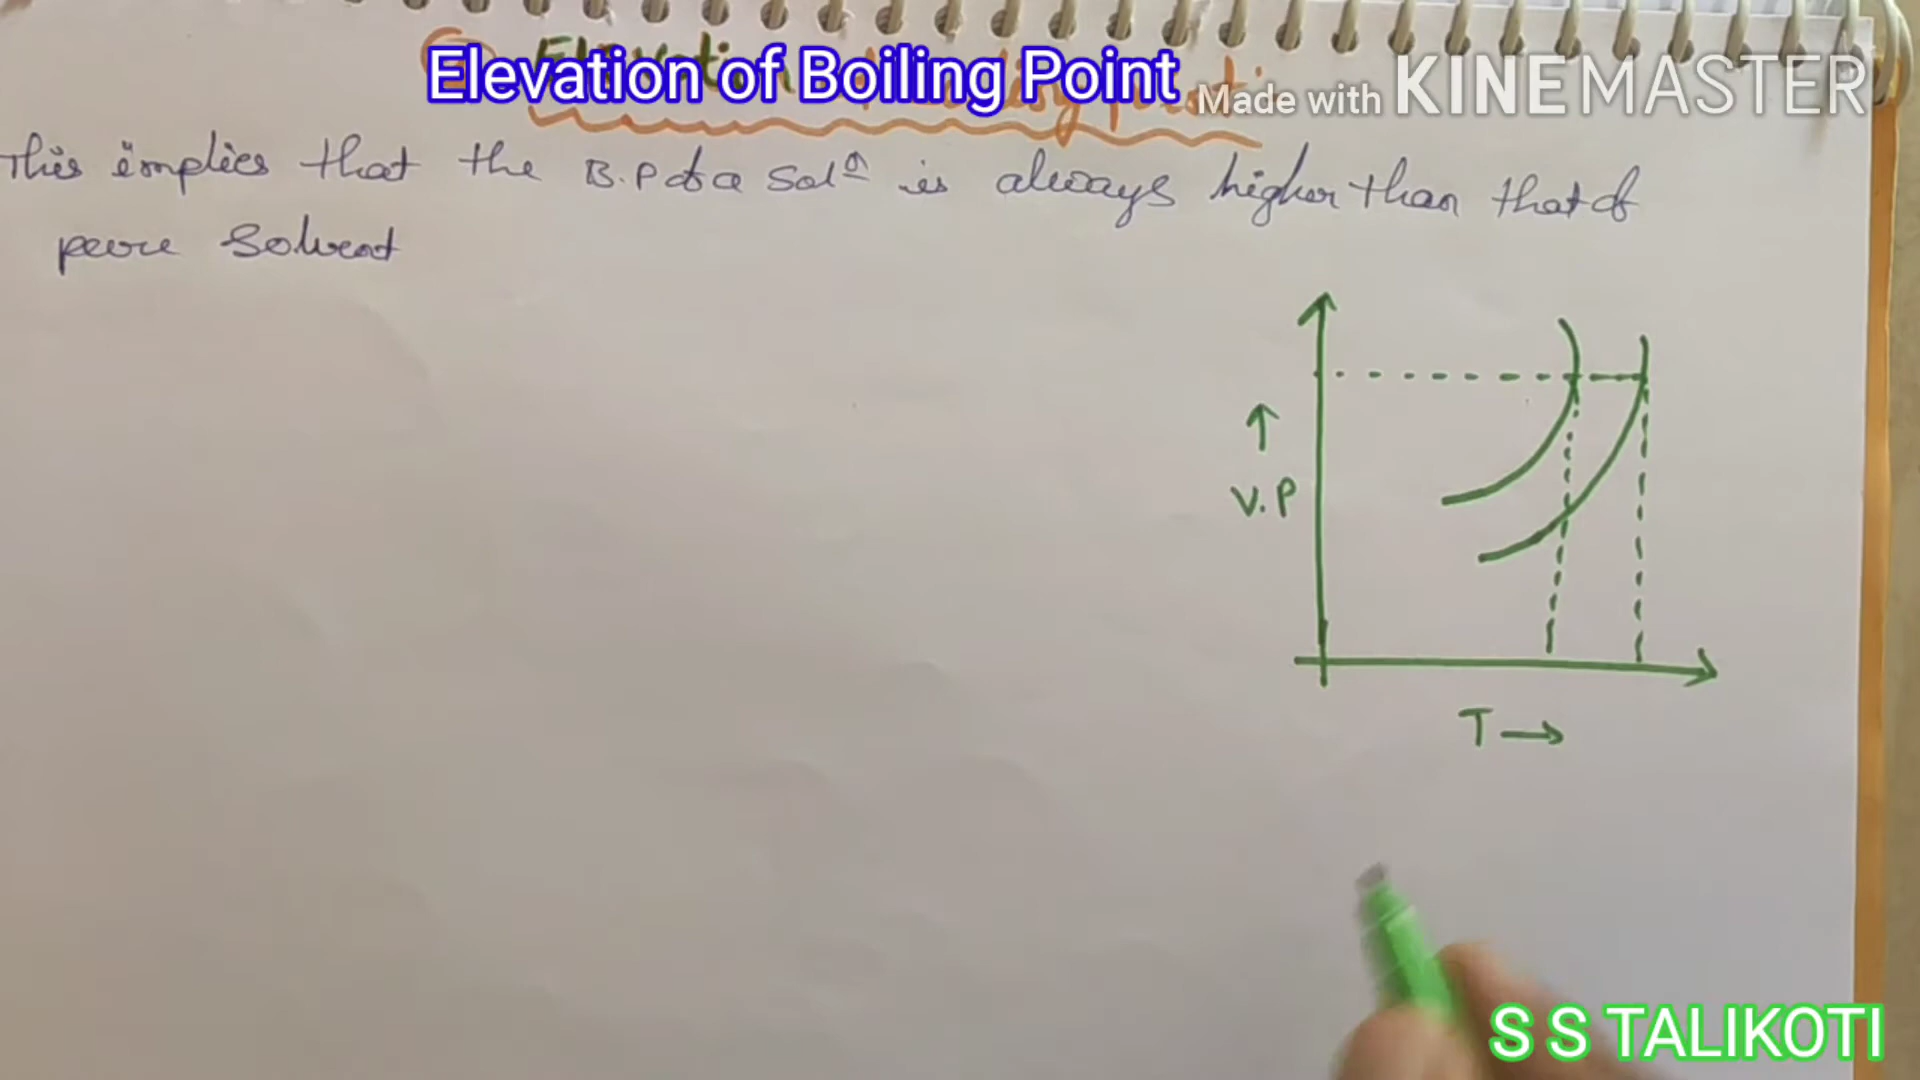 Elevation of Boiling Point
Made with KINEMASTER
This implies that the B.P of a Solⁿ is always higher than that of
pure Solvent
↑
V.P
T →
S S TALIKOTI